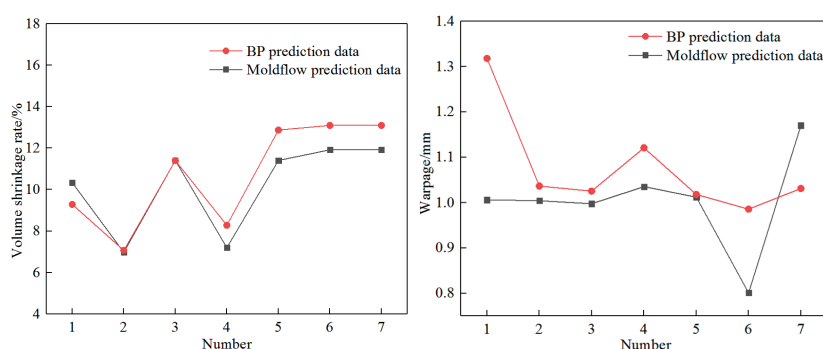 18
16
14
12
10
8
6
4
Volume shrinkage rate/%
BP prediction data
Moldflow prediction data
1 2 3 4 5 6 7
Number
1.4
1.3
1.2
1.1
1.0
0.9
0.8
Warpage/mm
BP prediction data
Moldflow prediction data
1 2 3 4 5 6 7
Number